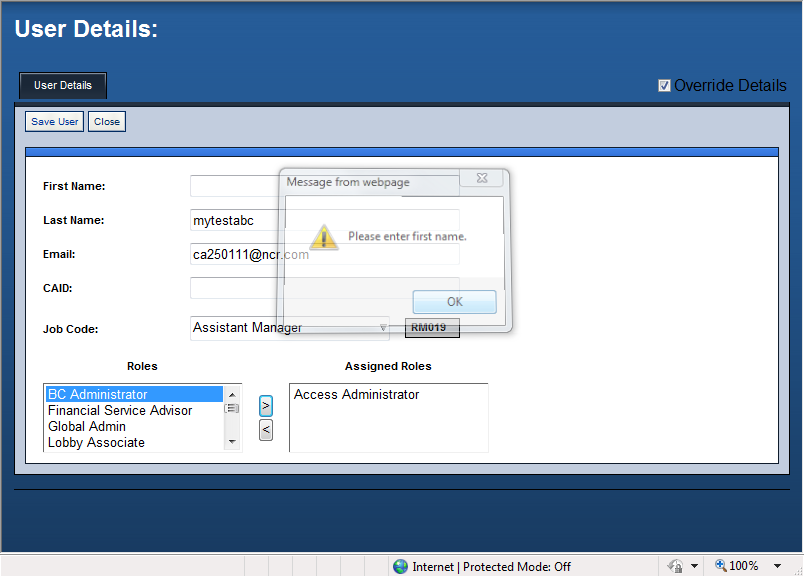 User Details:
User Details
Override Details
Save User
Close
First Name:
Message from webpage
Last Name:
mytestabc
Please enter first name.
Email:
ca250111@ncr.com
CAID:
OK
Job Code:
Assistant Manager
RM019
Roles
Assigned Roles
BC Administrator
Financial Service Advisor
Global Admin
Lobby Associate
>
<
Access Administrator
Internet | Protected Mode: Off
100%